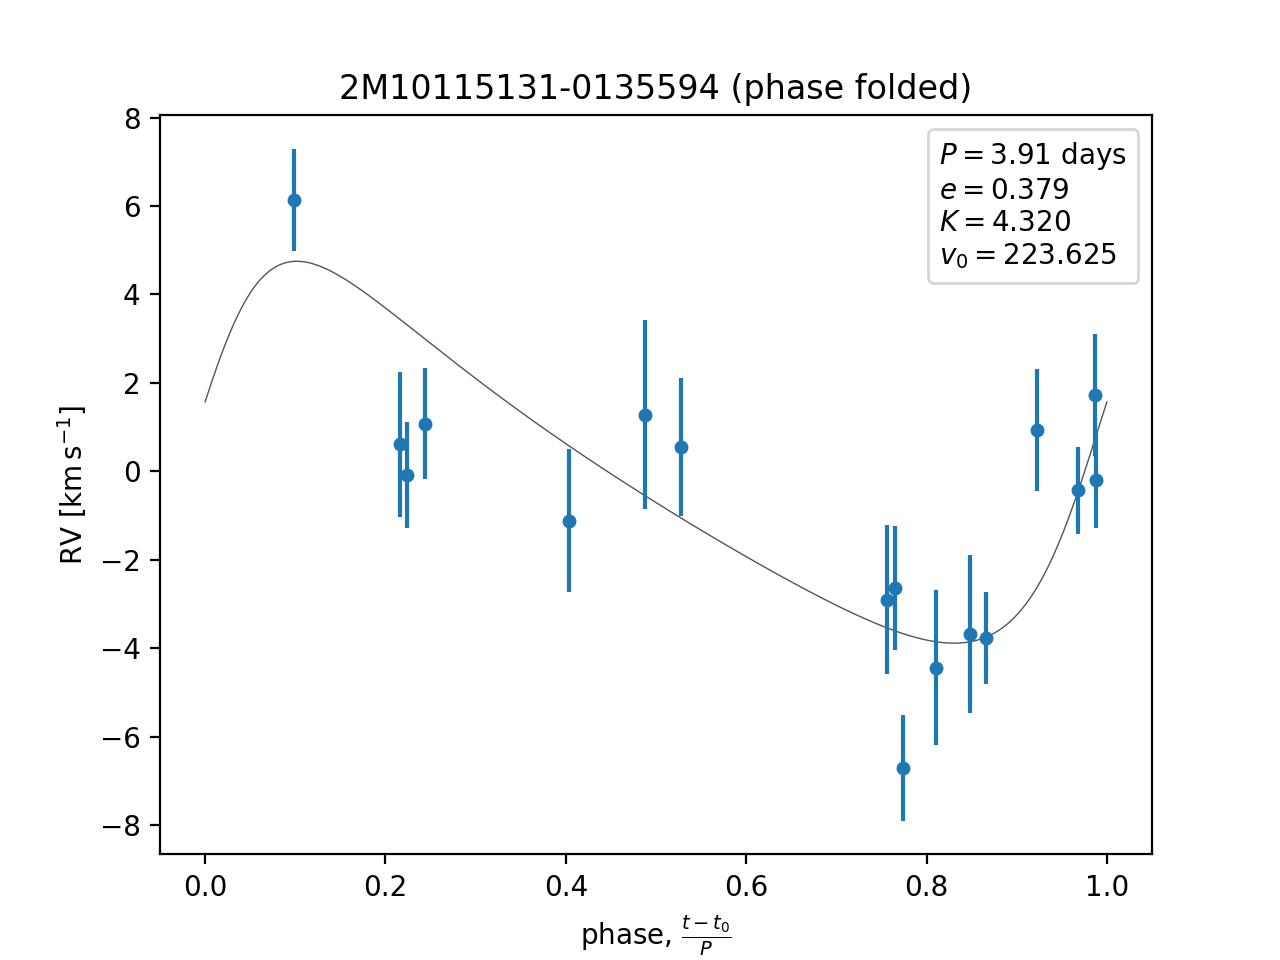 2M10115131-0135594 (phase folded)
P = 3.91 days
e = 0.379
K = 4.320
v₀ = 223.625
8
6
4
2
0
−2
−4
−6
−8
RV [km s⁻¹]
0.0 0.2 0.4 0.6 0.8 1.0
phase, (t − t₀)/P